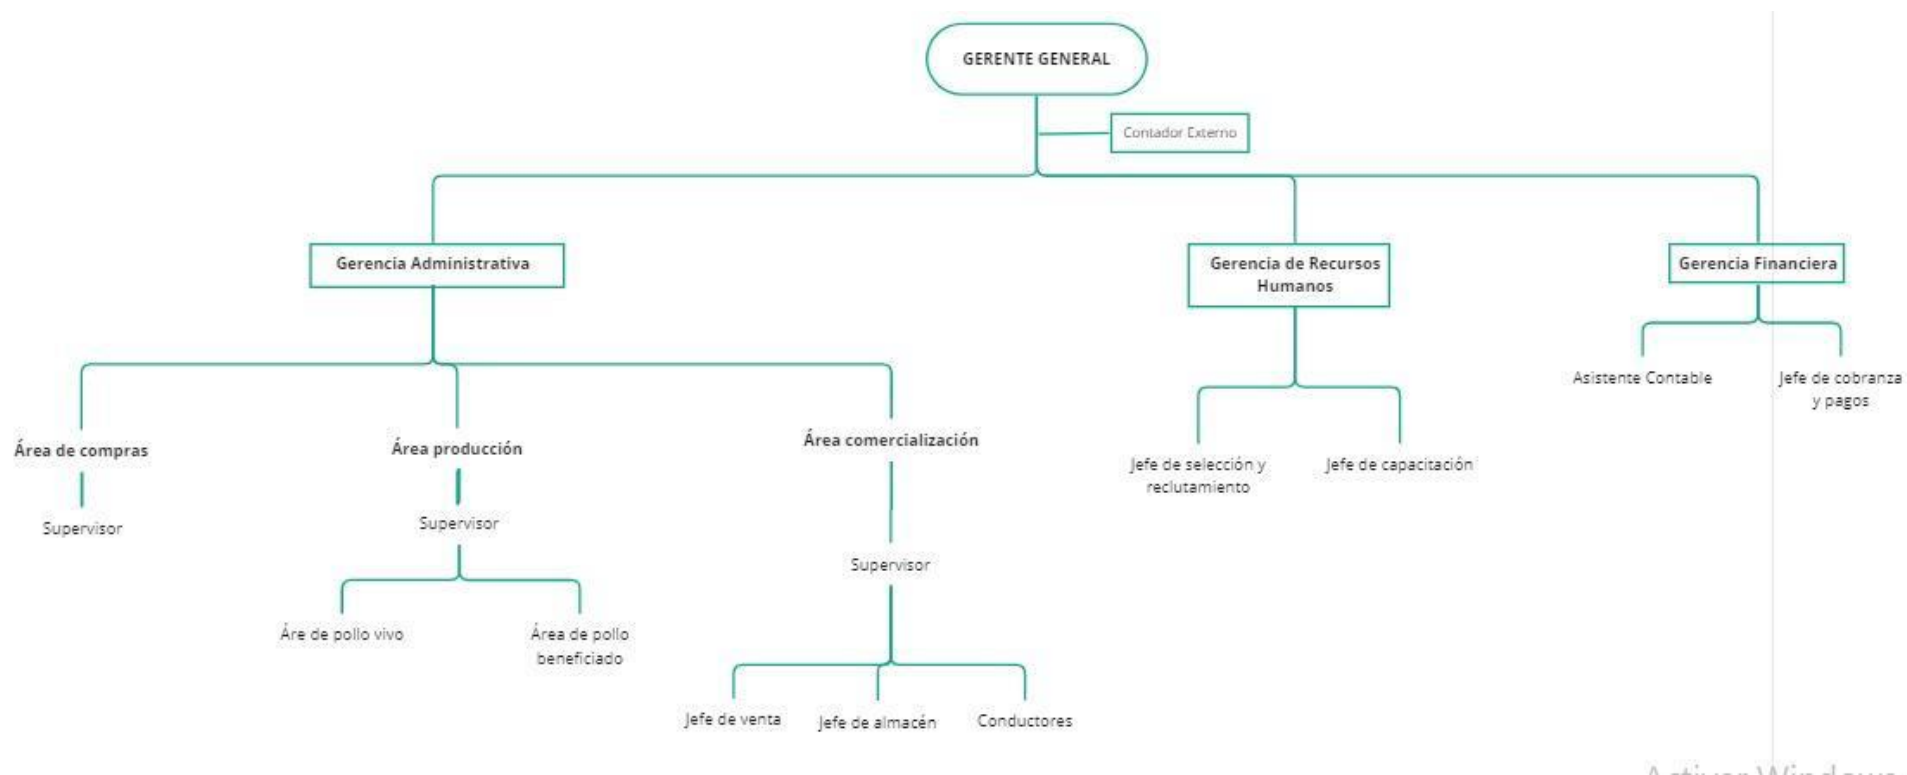 GERENTE GENERAL
Contador Externo
Gerencia Administrativa
Gerencia de Recursos
Humanos
Gerencia Financiera
Asistente Contable
Jefe de cobranza
y pagos
Área de compras
Área producción
Área comercialización
Jefe de selección y
reclutamiento
Jefe de capacitación
Supervisor
Supervisor
Supervisor
Áre de pollo vivo
Área de pollo
beneficiado
Jefe de venta
Jefe de almacén
Conductores
Activar Windows